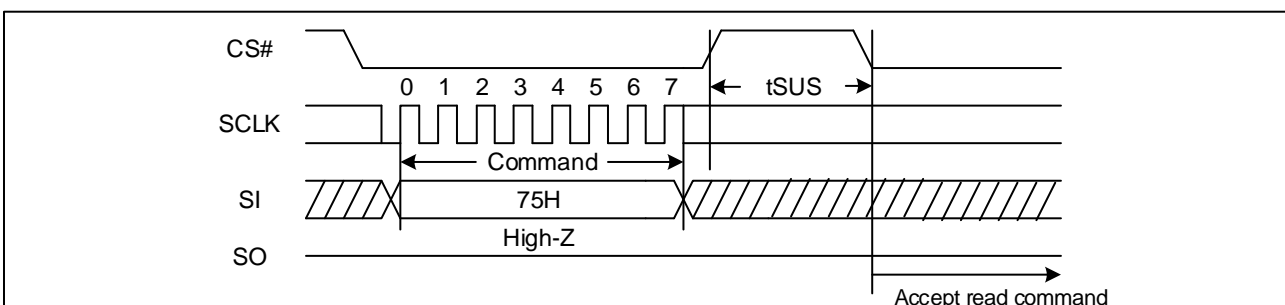 CS#
0 1 2 3 4 5 6 7
tSUS
SCLK
Command
SI
75H
High-Z
SO
Accept read command